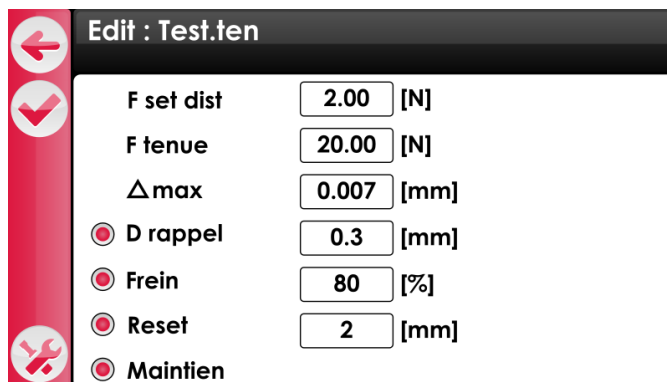 Edit : Test.ten
F set dist 2.00 [N]
F tenue 20.00 [N]
△max 0.007 [mm]
D rappel 0.3 [mm]
Frein 80 [%]
Reset 2 [mm]
Maintien